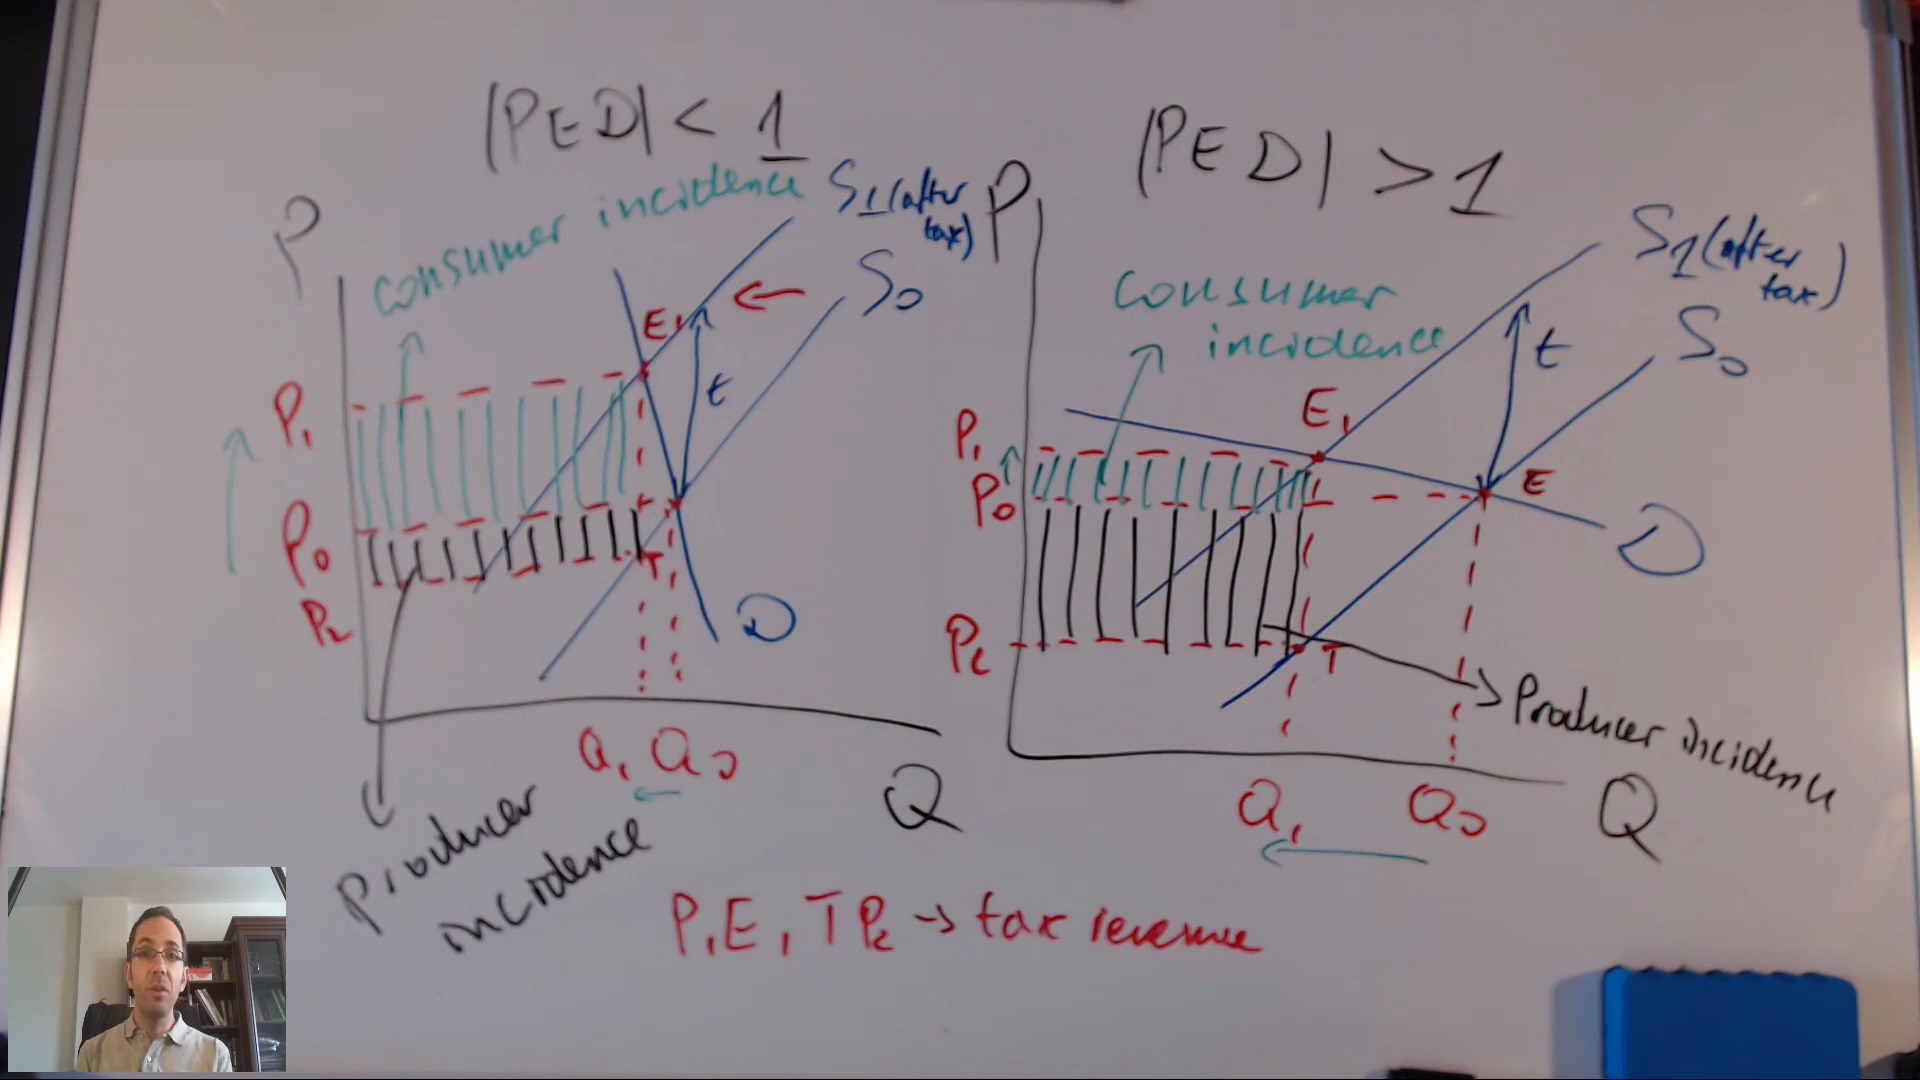 |PED| < 1
consumer incidence
S1 (after
tax)
P
E1
S0
t
P1
P0
P2
T
D
Q1 Q0
Q
Producer
incidence
|PED| > 1
P
S1 (after
tax)
consumer
incidence
S0
t
E1
P1
P0
E
D
P2
T
Producer incidence
Q1
Q0
Q
P1E1TP2 → tax revenue